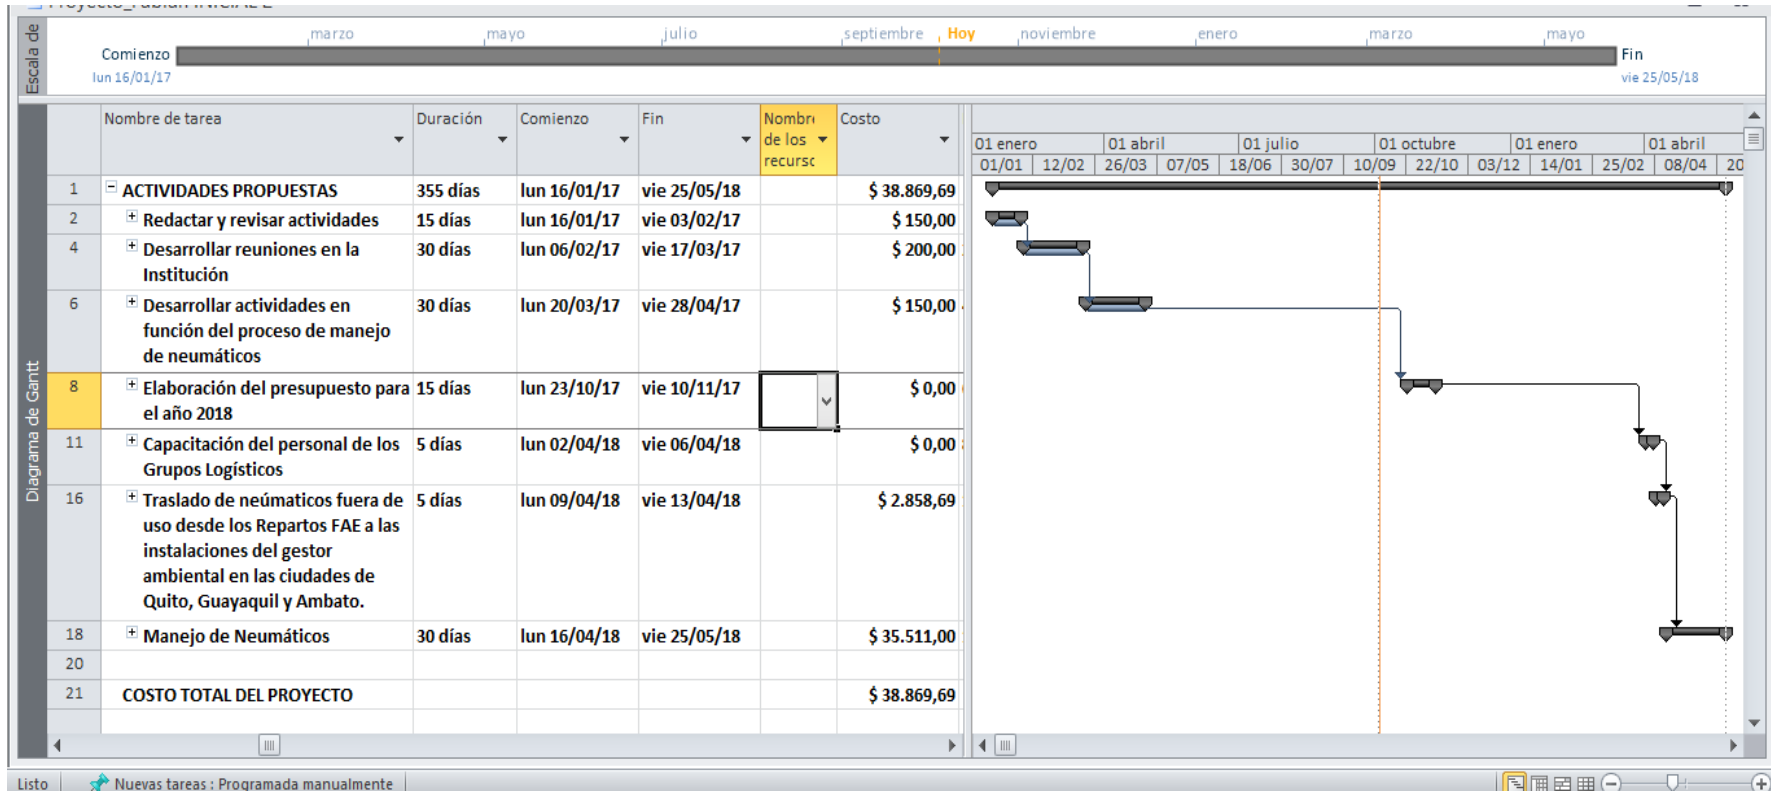 Proyecto_Fabian INICIAL 2
Escala de
marzo mayo julio septiembre Hoy noviembre enero marzo mayo
Comienzo
lun 16/01/17
Fin
vie 25/05/18
Diagrama de Gantt
Nombre de tarea Duración Comienzo Fin Nombre de los recurso Costo
01 enero 01 abril 01 julio 01 octubre 01 enero 01 abril
01/01 12/02 26/03 07/05 18/06 30/07 10/09 22/10 03/12 14/01 25/02 08/04 20
1 ACTIVIDADES PROPUESTAS 355 días lun 16/01/17 vie 25/05/18 $ 38.869,69
2 Redactar y revisar actividades 15 días lun 16/01/17 vie 03/02/17 $ 150,00
4 Desarrollar reuniones en la 30 días lun 06/02/17 vie 17/03/17 $ 200,00
Institución
6 Desarrollar actividades en 30 días lun 20/03/17 vie 28/04/17 $ 150,00
función del proceso de manejo
de neumáticos
8 Elaboración del presupuesto para 15 días lun 23/10/17 vie 10/11/17 $ 0,00
el año 2018
11 Capacitación del personal de los 5 días lun 02/04/18 vie 06/04/18 $ 0,00
Grupos Logísticos
16 Traslado de neúmaticos fuera de 5 días lun 09/04/18 vie 13/04/18 $ 2.858,69
uso desde los Repartos FAE a las
instalaciones del gestor
ambiental en las ciudades de
Quito, Guayaquil y Ambato.
18 Manejo de Neumáticos 30 días lun 16/04/18 vie 25/05/18 $ 35.511,00
20
21 COSTO TOTAL DEL PROYECTO $ 38.869,69
Listo Nuevas tareas : Programada manualmente